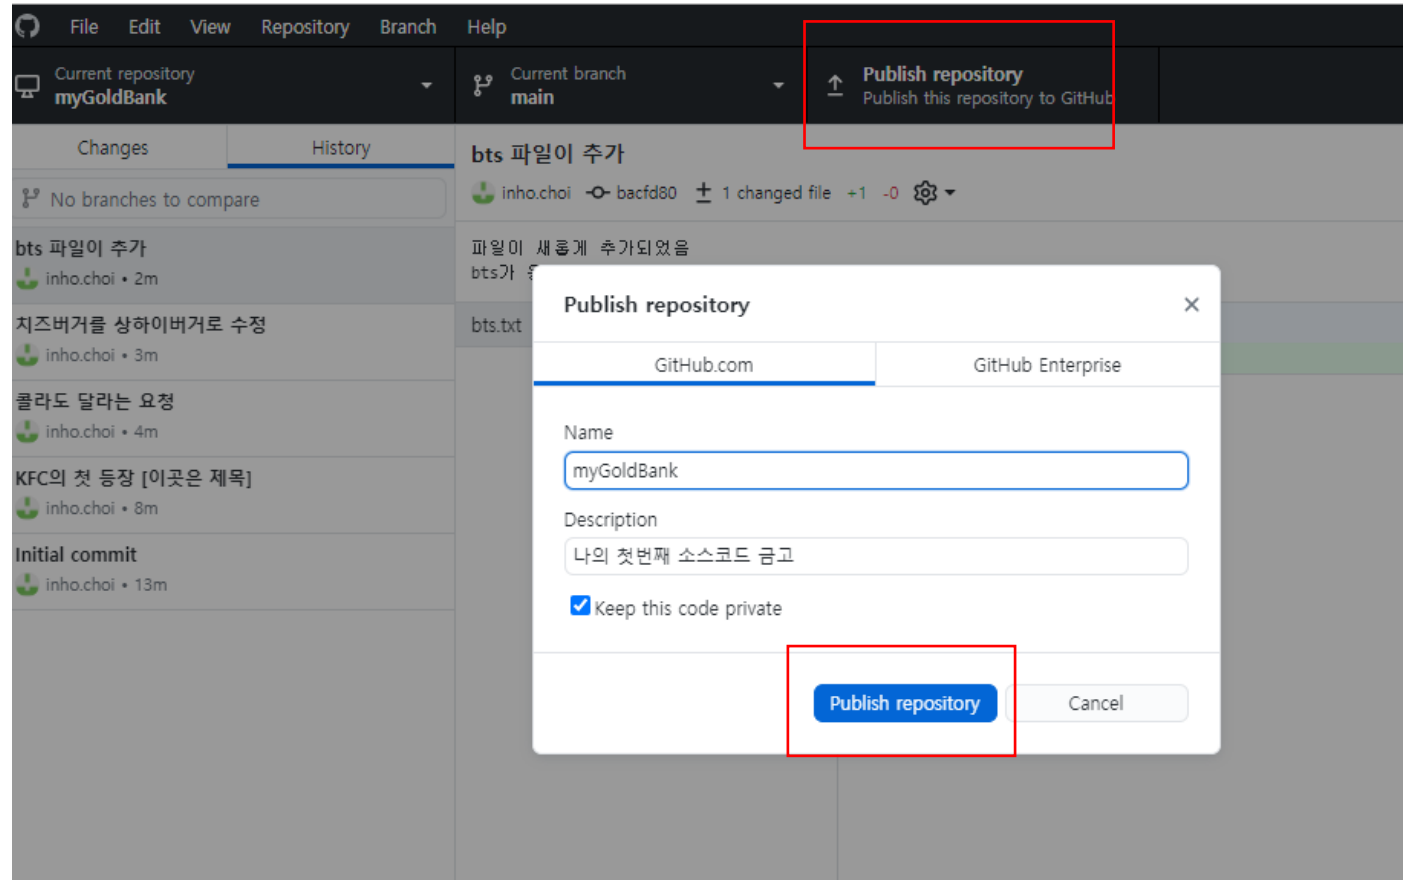 File Edit View Repository Branch Help
Current repository
myGoldBank
Current branch
main
Publish repository
Publish this repository to GitHub
Changes History
No branches to compare
bts 파일이 추가
inho.choi • 2m
치즈버거를 상하이버거로 수정
inho.choi • 3m
콜라도 달라는 요청
inho.choi • 4m
KFC의 첫 등장 [이곳은 제목]
inho.choi • 8m
Initial commit
inho.choi • 13m
bts 파일이 추가
inho.choi bacfd80 1 changed file +1 -0
파일이 새롭게 추가되었음
bts가
bts.txt
Publish repository
GitHub.com GitHub Enterprise
Name
myGoldBank
Description
나의 첫번째 소스코드 금고
Keep this code private
Publish repository Cancel